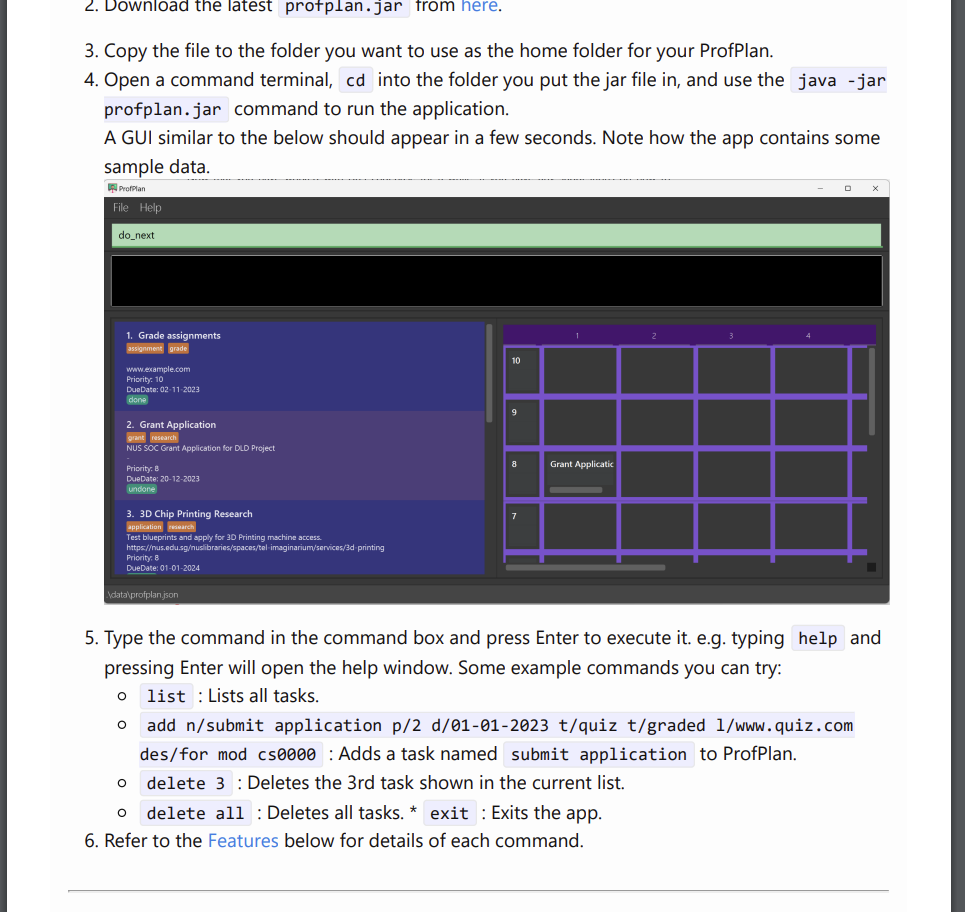 2. Download the latest profplan.jar from here.
3. Copy the file to the folder you want to use as the home folder for your ProfPlan.
4. Open a command terminal, cd into the folder you put the jar file in, and use the java -jar
profplan.jar command to run the application.
A GUI similar to the below should appear in a few seconds. Note how the app contains some
sample data.
ProfPlan
File Help
do_next
1. Grade assignments
assignment grade
www.example.com
Priority: 10
DueDate: 02-11-2023
done
2. Grant Application
grant research
NUS SOC Grant Application for DLD Project
-
Priority: 8
DueDate: 20-12-2023
undone
3. 3D Chip Printing Research
application research
Test blueprints and apply for 3D Printing machine access.
https://nus.edu.sg/nuslibraries/spaces/tel-imaginarium/services/3d-printing
Priority: 8
DueDate: 01-01-2024
1 2 3 4
10
9
8 Grant Applicatic
7
\data\profplan.json
5. Type the command in the command box and press Enter to execute it. e.g. typing help and
pressing Enter will open the help window. Some example commands you can try:
list : Lists all tasks.
add n/submit application p/2 d/01-01-2023 t/quiz t/graded l/www.quiz.com
des/for mod cs0000 : Adds a task named submit application to ProfPlan.
delete 3 : Deletes the 3rd task shown in the current list.
delete all : Deletes all tasks. * exit : Exits the app.
6. Refer to the Features below for details of each command.